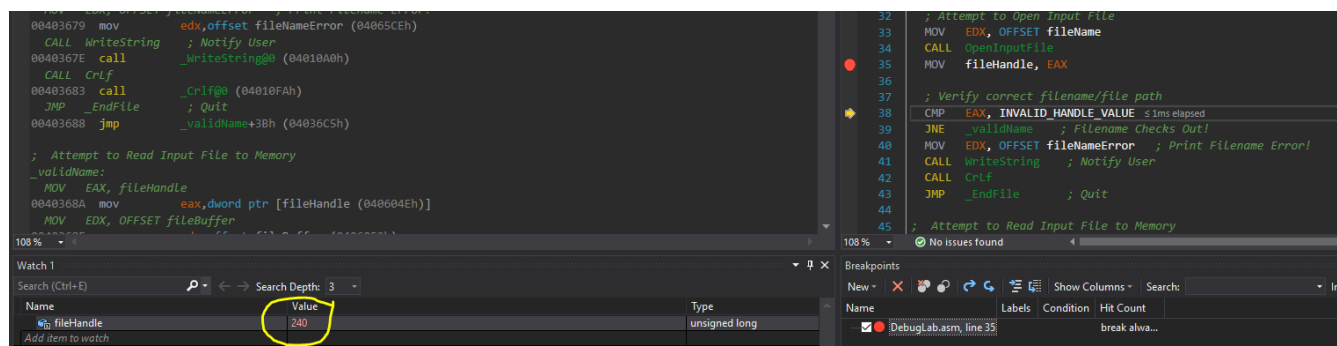 00403679 mov edx,offset fileNameError (04065CEh)
CALL WriteString ; Notify User
0040367E call _WriteString@0 (04010A0h)
CALL CrLf
00403683 call _Crlf@0 (04010FAh)
JMP _EndFile ; Quit
00403688 jmp _validName+3Bh (04036C5h)
; Attempt to Read Input File to Memory
_validName:
MOV EAX, fileHandle
0040368A mov eax,dword ptr [fileHandle (040604Eh)]
MOV EDX, OFFSET fileBuffer
108 %
32 ; Attempt to Open Input File
33 MOV EDX, OFFSET fileName
34 CALL OpenInputFile
35 MOV fileHandle, EAX
36
37 ; Verify correct filename/file path
38 CMP EAX, INVALID_HANDLE_VALUE ≤ 1ms elapsed
39 JNE _validName ; Filename Checks Out!
40 MOV EDX, OFFSET fileNameError ; Print Filename Error!
41 CALL WriteString ; Notify User
42 CALL CrLf
43 JMP _EndFile ; Quit
44
45 ; Attempt to Read Input File to Memory
108 % No issues found
Watch 1
Search (Ctrl+E) Search Depth: 3
Name Value Type
fileHandle 240 unsigned long
Add item to watch
Breakpoints
New Show Columns Search:
Name Labels Condition Hit Count
DebugLab.asm, line 35 break alwa...